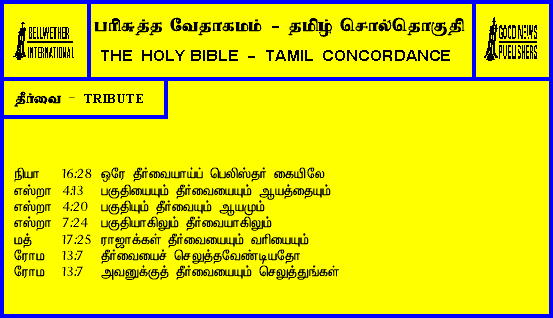 BELLWETHER
INTERNATIONAL
பரிசுத்த வேதாகமம் - தமிழ் சொல்தொகுதி
THE HOLY BIBLE - TAMIL CONCORDANCE
GOOD NEWS
PUBLISHERS
தீர்வை - TRIBUTE
நியா 16:28 ஒரே தீர்வையாய்ப் பெலிஸ்தர் கையிலே
எஸ்றா 4:13 பகுதியையும் தீர்வையையும் ஆயத்தையும்
எஸ்றா 4:20 பகுதியும் தீர்வையும் ஆயமும்
எஸ்றா 7:24 பகுதியாகிலும் தீர்வையாகிலும்
மத் 17:25 ராஜாக்கள் தீர்வையையும் வரியையும்
ரோம 13:7 தீர்வையைச் செலுத்தவேண்டியதோ
ரோம 13:7 அவனுக்குத் தீர்வையையும் செலுத்துங்கள்